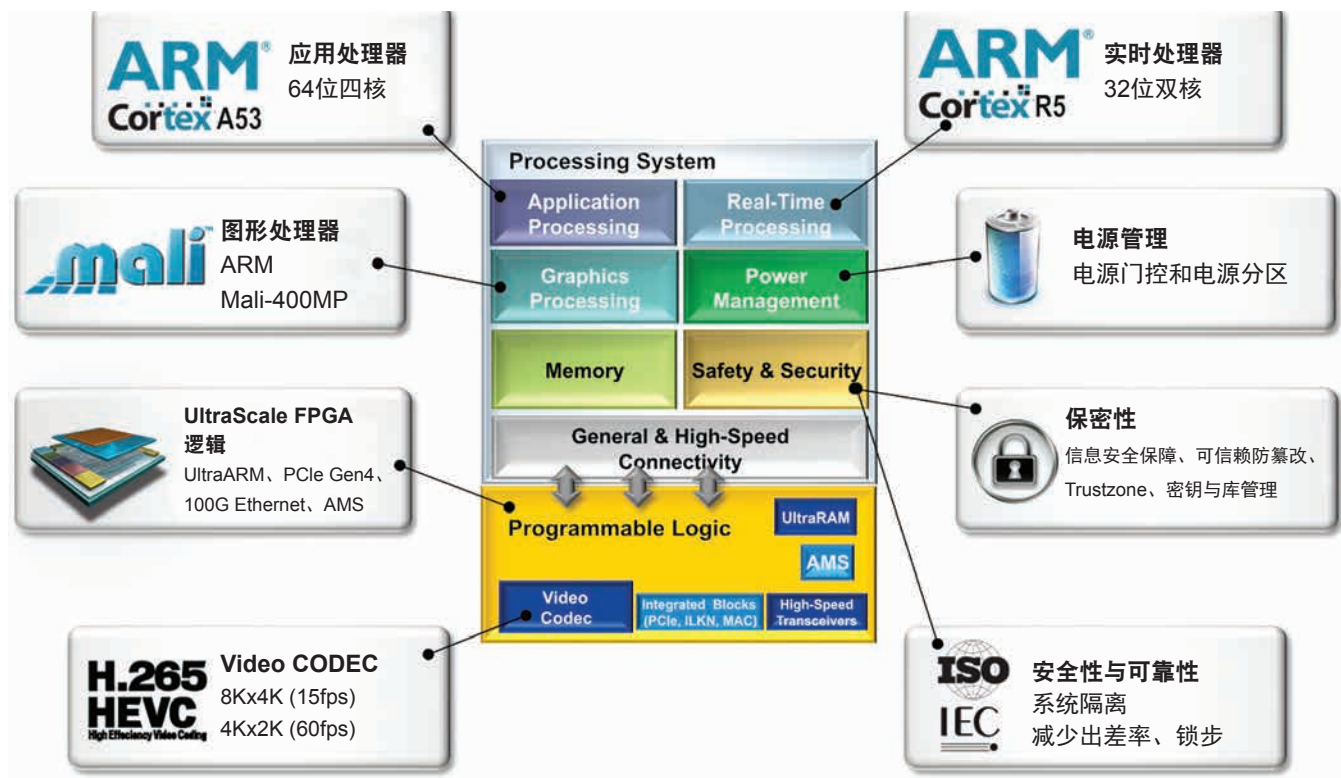 ARM®
Cortex A53
应用处理器
64位四核
ARM®
Cortex R5
实时处理器
32位双核
mali™
图形处理器
ARM
Mali-400MP
Processing System
Application
Processing
Real-Time
Processing
Graphics
Processing
Power
Management
Memory
Safety & Security
General & High-Speed
Connectivity
电源管理
电源门控和电源分区
UltraScale FPGA
逻辑
UltraARM、PCIe Gen4、
100G Ethernet、AMS
保密性
信息安全保障、可信赖防篡改、
Trustzone、密钥与库管理
Programmable Logic
UltraRAM
AMS
Video
Codec
Integrated Blocks
(PCIe, ILKN, MAC)
High-Speed
Transceivers
H.265
HEVC
High Effeciancy Video Coding
Video CODEC
8Kx4K (15fps)
4Kx2K (60fps)
ISO
IEC
安全性与可靠性
系统隔离
减少出差率、锁步